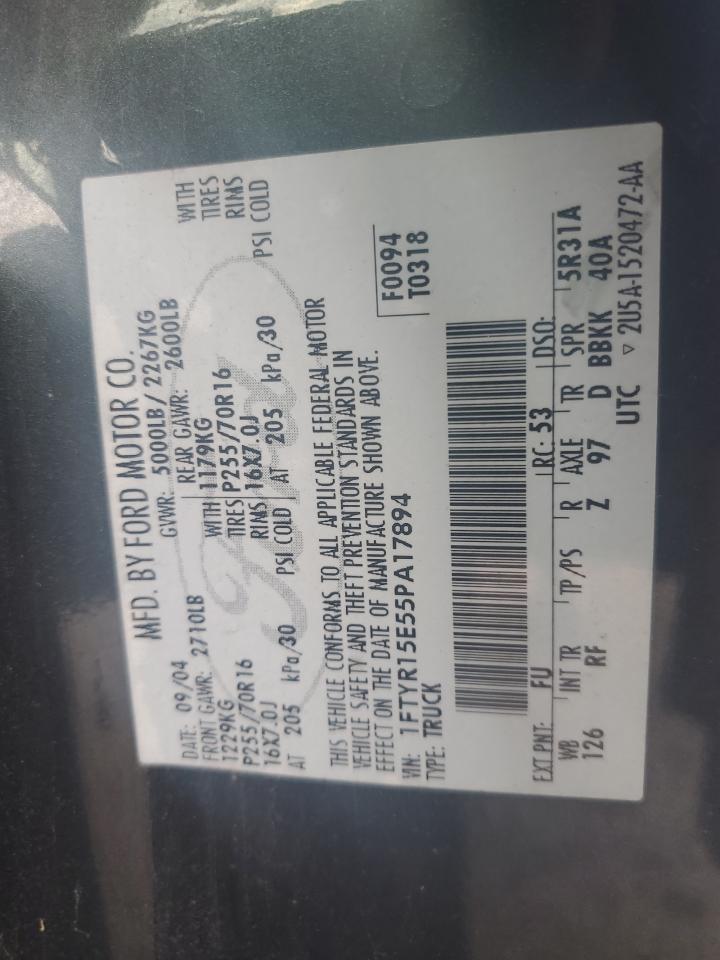 MFD. BY FORD MOTOR CO.
DATE: 09/04 GVWR: 5000LB/ 2267KG
FRONT GAWR: 2710LB REAR GAWR: 2600LB
1229KG WITH 1179KG WITH
P255/70R16 TIRES P255/70R16 TIRES
16X7.0J RIMS 16X7.0J RIMS
AT 205 kPa/30 PSI COLD AT 205 kPa/30 PSI COLD
THIS VEHICLE CONFORMS TO ALL APPLICABLE FEDERAL MOTOR
VEHICLE SAFETY AND THEFT PREVENTION STANDARDS IN
EFFECT ON THE DATE OF MANUFACTURE SHOWN ABOVE.
VIN: 1FTYR15E55PA17894 F0094
TYPE: TRUCK T0318
EXT PNT: FU RC: 53 DSO:
WB INT TR TP/PS R AXLE TR SPR 5R31A
126 RF Z 97 D BBKK 40A
UTC ▽ 2U5A-1520472-AA
Ford